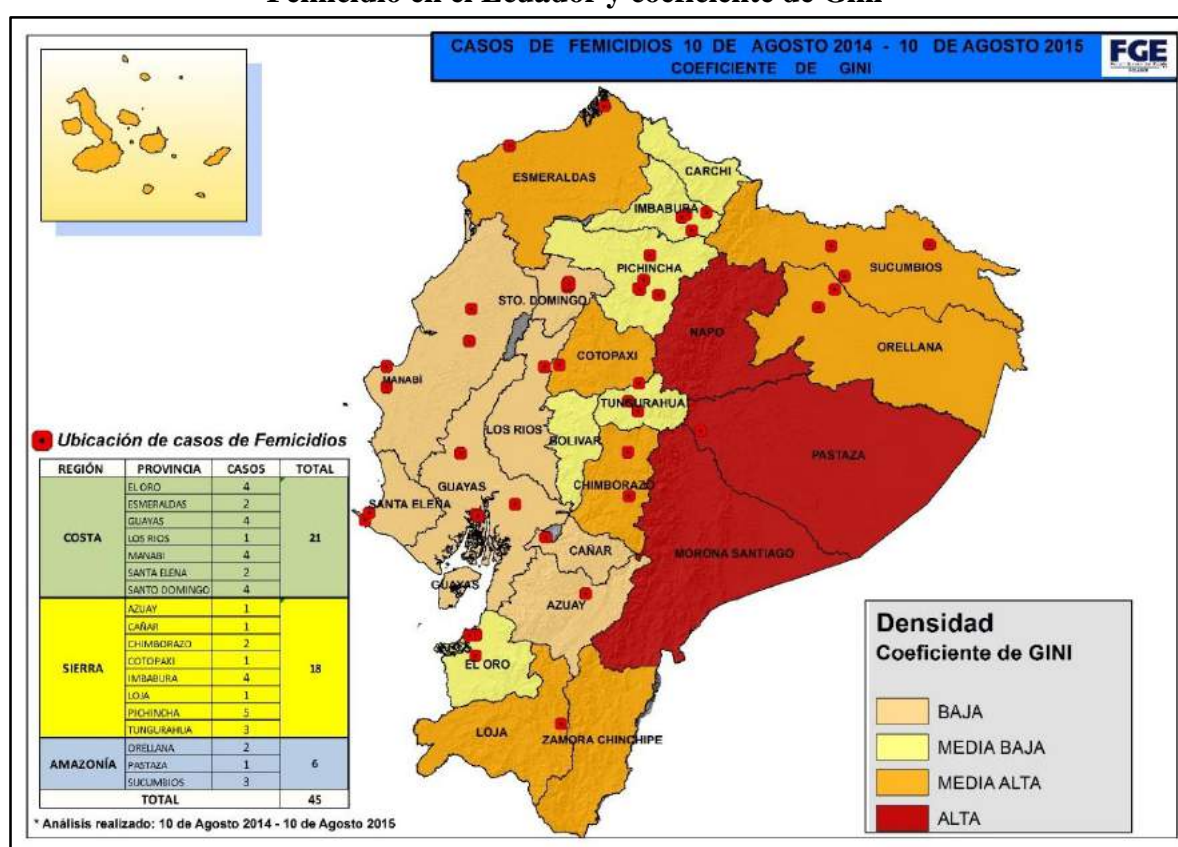 Femicidio en el Ecuador y coeficiente de Gini
CASOS DE FEMICIDIOS 10 DE AGOSTO 2014 - 10 DE AGOSTO 2015
COEFICIENTE DE GINI
FGE
ESMERALDAS
CARCHI
IMBABURA
SUCUMBIOS
PICHINCHA
STO. DOMINGO
NAPO
ORELLANA
COTOPAXI
MANABÍ
TUNGURAHUA
LOS RIOS
BOLIVAR
PASTAZA
CHIMBORAZO
GUAYAS
SANTA ELENA
MORONA SANTIAGO
CAÑAR
GUAYAS
AZUAY
EL ORO
LOJA
ZAMORA CHINCHIPE
Ubicación de casos de Femicidios
REGIÓN PROVINCIA CASOS TOTAL
COSTA EL ORO 4 21
ESMERALDAS 2
GUAYAS 4
LOS RIOS 1
MANABI 4
SANTA ELENA 2
SANTO DOMINGO 4
SIERRA AZUAY 1 18
CAÑAR 1
CHIMBORAZO 2
COTOPAXI 1
IMBABURA 4
LOJA 1
PICHINCHA 5
TUNGURAHUA 3
AMAZONÍA ORELLANA 2 6
PASTAZA 1
SUCUMBIOS 3
TOTAL 45
* Análisis realizado: 10 de Agosto 2014 - 10 de Agosto 2015
Densidad
Coeficiente de GINI
BAJA
MEDIA BAJA
MEDIA ALTA
ALTA